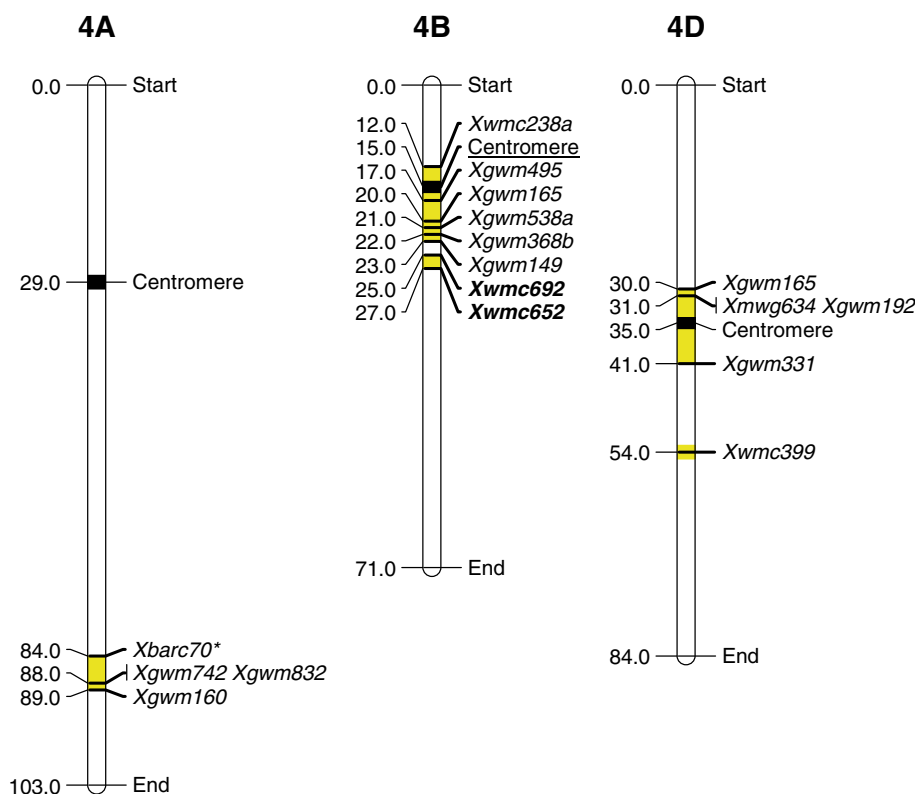 4A
0.0 Start
29.0 Centromere
84.0 Xbarc70*
88.0 Xgwm742 Xgwm832
89.0 Xgwm160
103.0 End
4B
0.0 Start
12.0 Xwmc238a
15.0 Centromere
17.0 Xgwm495
20.0 Xgwm165
21.0 Xgwm538a
22.0 Xgwm368b
23.0 Xgwm149
25.0 Xwmc692
27.0 Xwmc652
71.0 End
4D
0.0 Start
30.0 Xgwm165
31.0 Xmwg634 Xgwm192
35.0 Centromere
41.0 Xgwm331
54.0 Xwmc399
84.0 End